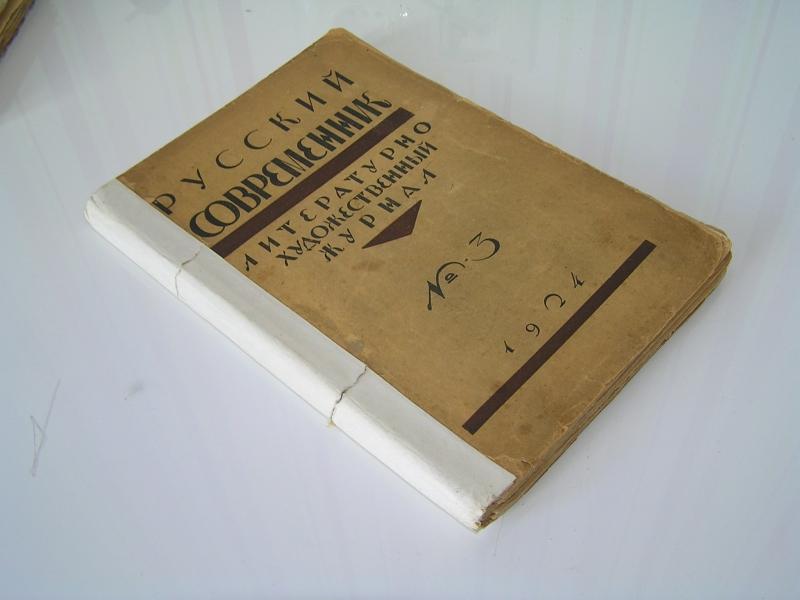 РУССКИЙ
СОВРЕМЕННИК
ЛИТЕРАТУРНО
ХУДОЖЕСТВЕННЫЙ
ЖУРНАЛ
№·3
1924